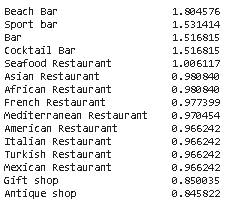 Beach Bar 1.804576
Sport bar 1.531414
Bar 1.516815
Cocktail Bar 1.516815
Seafood Restaurant 1.006117
Asian Restaurant 0.980840
African Restaurant 0.980840
French Restaurant 0.977399
Mediterranean Restaurant 0.970454
American Restaurant 0.966242
Italian Restaurant 0.966242
Turkish Restaurant 0.966242
Mexican Restaurant 0.966242
Gift shop 0.850035
Antique shop 0.845822